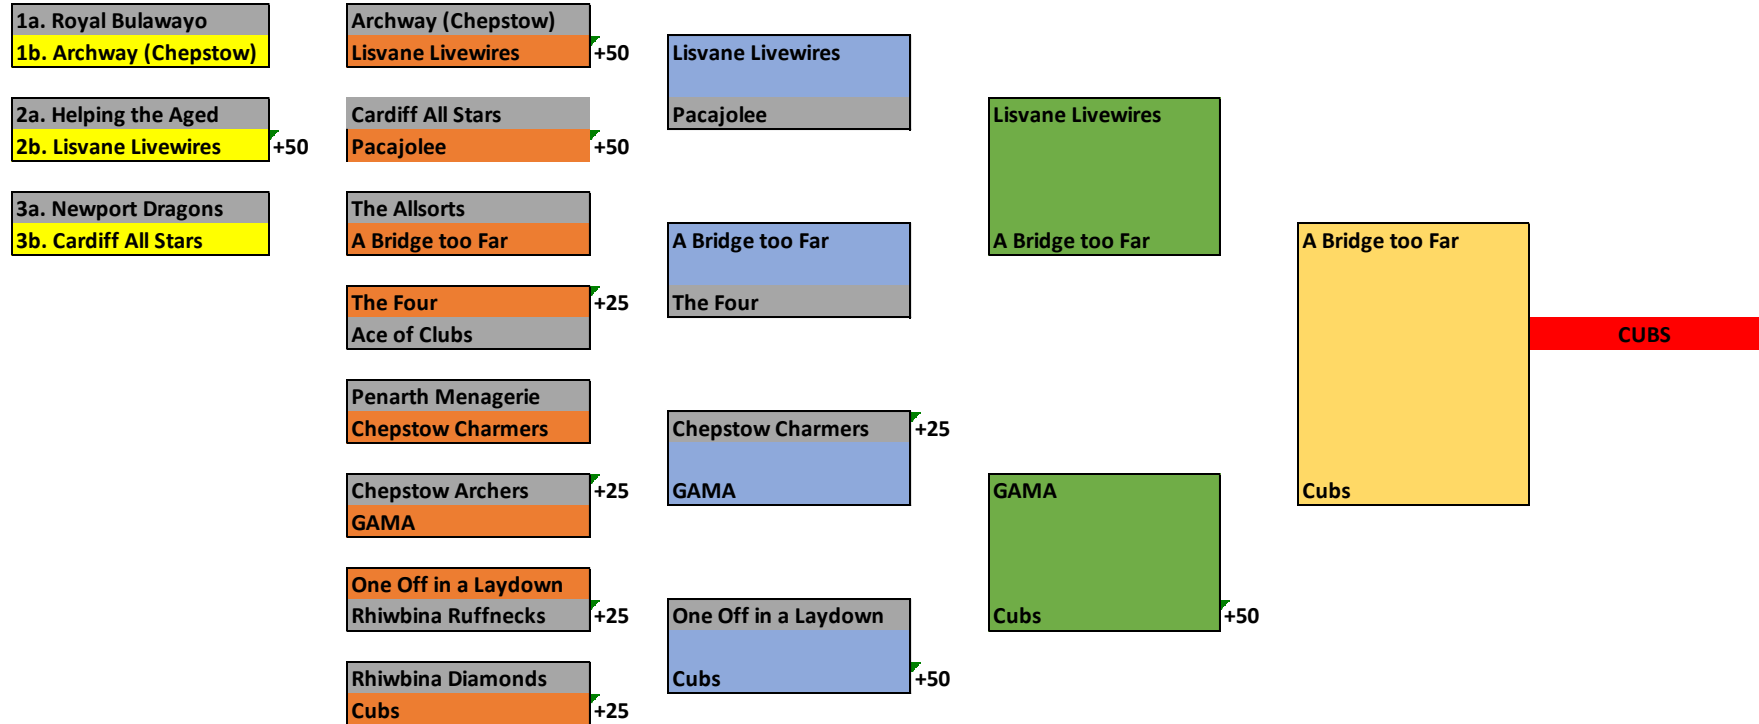 1a. Royal Bulawayo
1b. Archway (Chepstow)
2a. Helping the Aged
2b. Lisvane Livewires +50
3a. Newport Dragons
3b. Cardiff All Stars
Archway (Chepstow)
Lisvane Livewires +50
Cardiff All Stars
Pacajolee +50
The Allsorts
A Bridge too Far
The Four +25
Ace of Clubs
Penarth Menagerie
Chepstow Charmers
Chepstow Archers +25
GAMA
One Off in a Laydown
Rhiwbina Ruffnecks +25
Rhiwbina Diamonds
Cubs +25
Lisvane Livewires
Pacajolee
A Bridge too Far
The Four
Chepstow Charmers +25
GAMA
One Off in a Laydown
Cubs +50
Lisvane Livewires
A Bridge too Far
GAMA
Cubs +50
A Bridge too Far
Cubs
CUBS